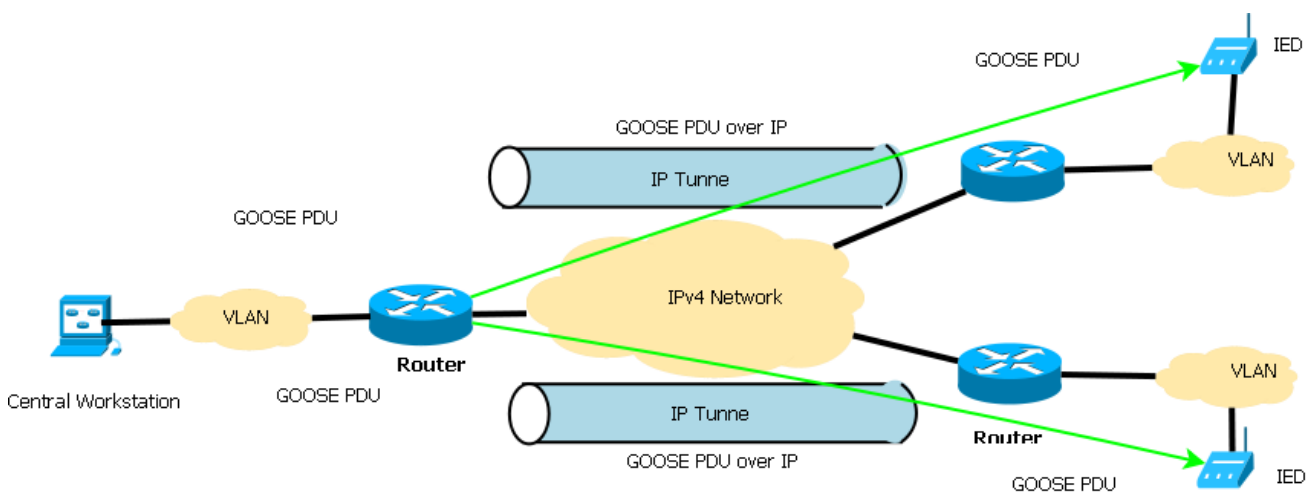 GOOSE PDU
IED
GOOSE PDU over IP
IP Tunne
VLAN
GOOSE PDU
IPv4 Network
VLAN
Router
GOOSE PDU
Central Workstation
VLAN
IP Tunne
Router
GOOSE PDU over IP
GOOSE PDU
IED